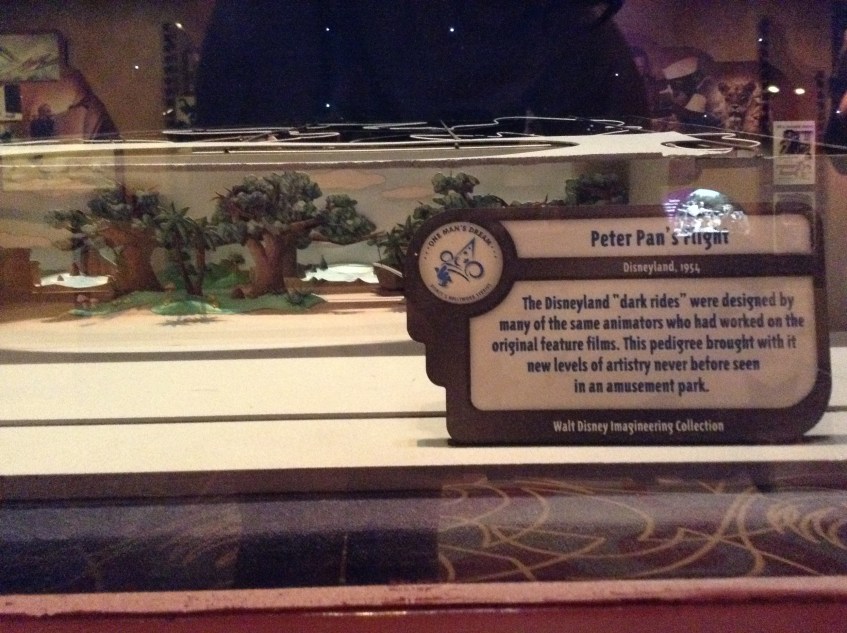 ONE MAN'S DREAM
Peter Pan's Flight
Disneyland, 1954
The Disneyland "dark rides" were designed by
many of the same animators who had worked on the
original feature films. This pedigree brought with it
new levels of artistry never before seen
in an amusement park.
Walt Disney Imagineering Collection